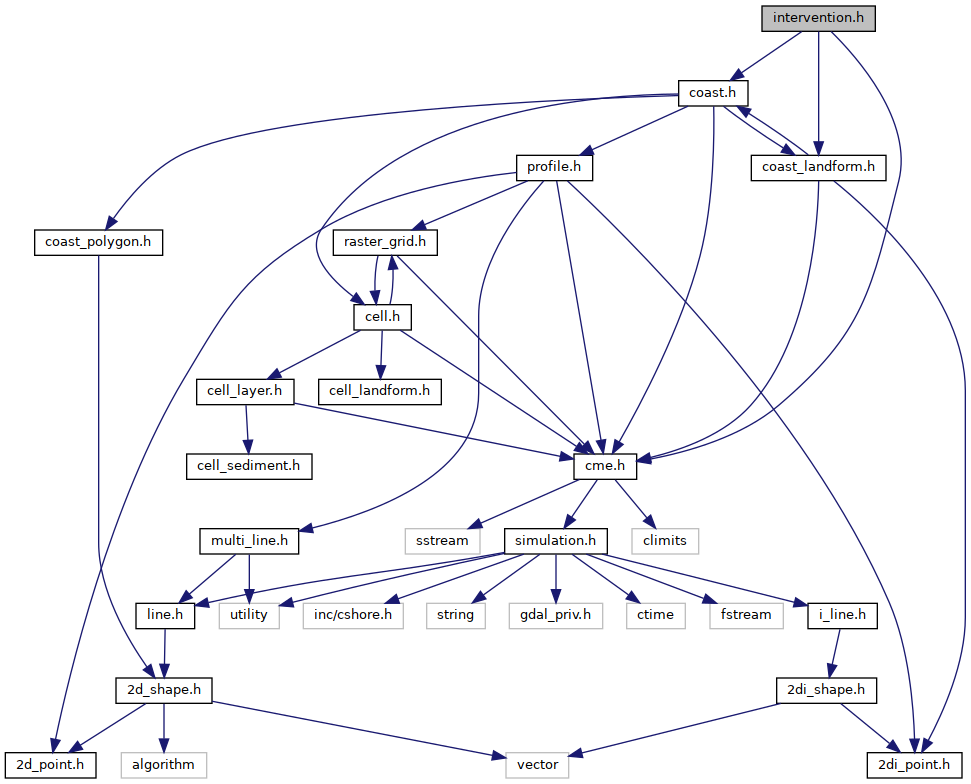 intervention.h
coast.h
profile.h
coast_landform.h
coast_polygon.h
raster_grid.h
cell.h
cell_layer.h
cell_landform.h
cell_sediment.h
cme.h
multi_line.h
sstream
simulation.h
climits
line.h
utility
inc/cshore.h
string
gdal_priv.h
ctime
fstream
i_line.h
2d_shape.h
2di_shape.h
2d_point.h
algorithm
vector
2di_point.h